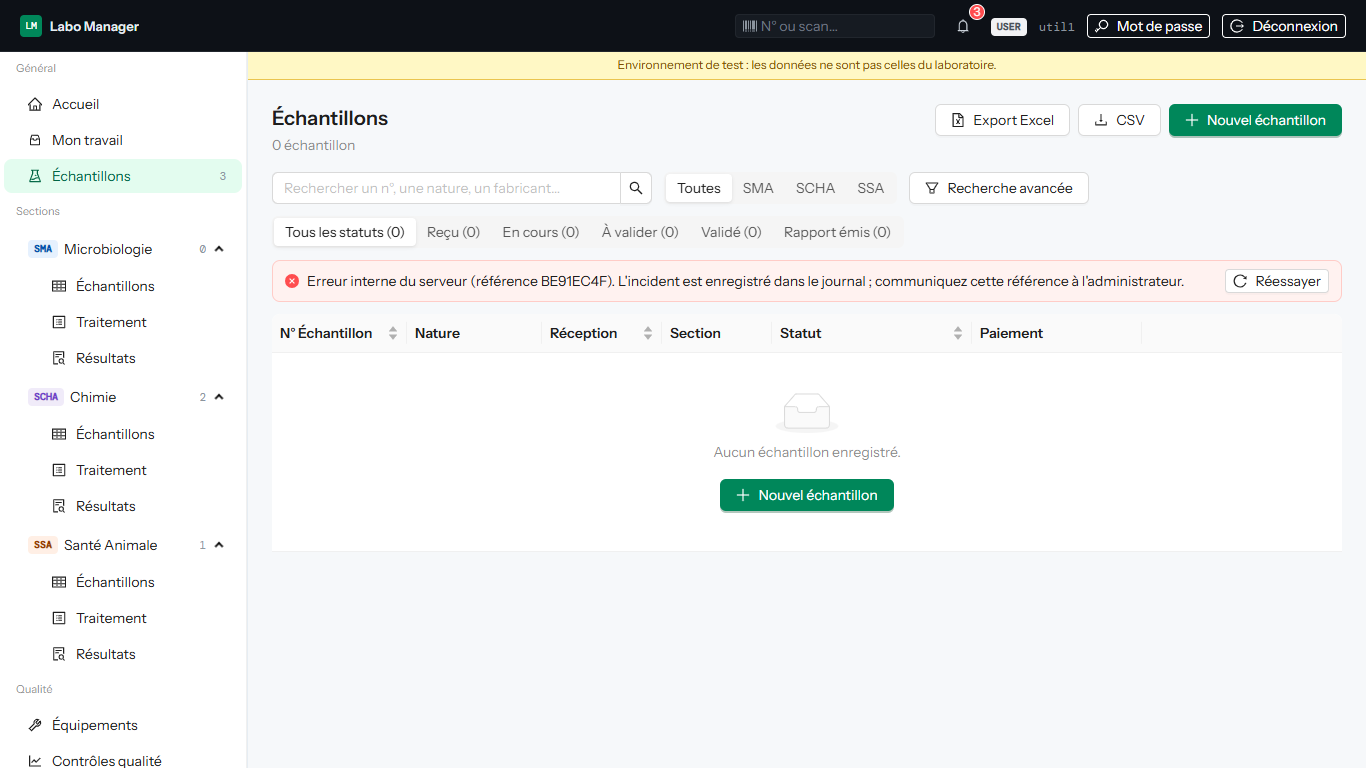 LM Labo Manager
N° ou scan...
3
USER
util1
Mot de passe
Déconnexion
Environnement de test : les données ne sont pas celles du laboratoire.
Général
Accueil
Mon travail
Échantillons 3
Sections
SMA Microbiologie 0
Échantillons
Traitement
Résultats
SCHA Chimie 2
Échantillons
Traitement
Résultats
SSA Santé Animale 1
Échantillons
Traitement
Résultats
Qualité
Équipements
Contrôles qualité
Échantillons
0 échantillon
Export Excel
CSV
Nouvel échantillon
Rechercher un n°, une nature, un fabricant...
Toutes SMA SCHA SSA
Recherche avancée
Tous les statuts (0) Reçu (0) En cours (0) À valider (0) Validé (0) Rapport émis (0)
Erreur interne du serveur (référence BE91EC4F). L'incident est enregistré dans le journal ; communiquez cette référence à l'administrateur.
Réessayer
N° Échantillon Nature Réception Section Statut Paiement
Aucun échantillon enregistré.
Nouvel échantillon